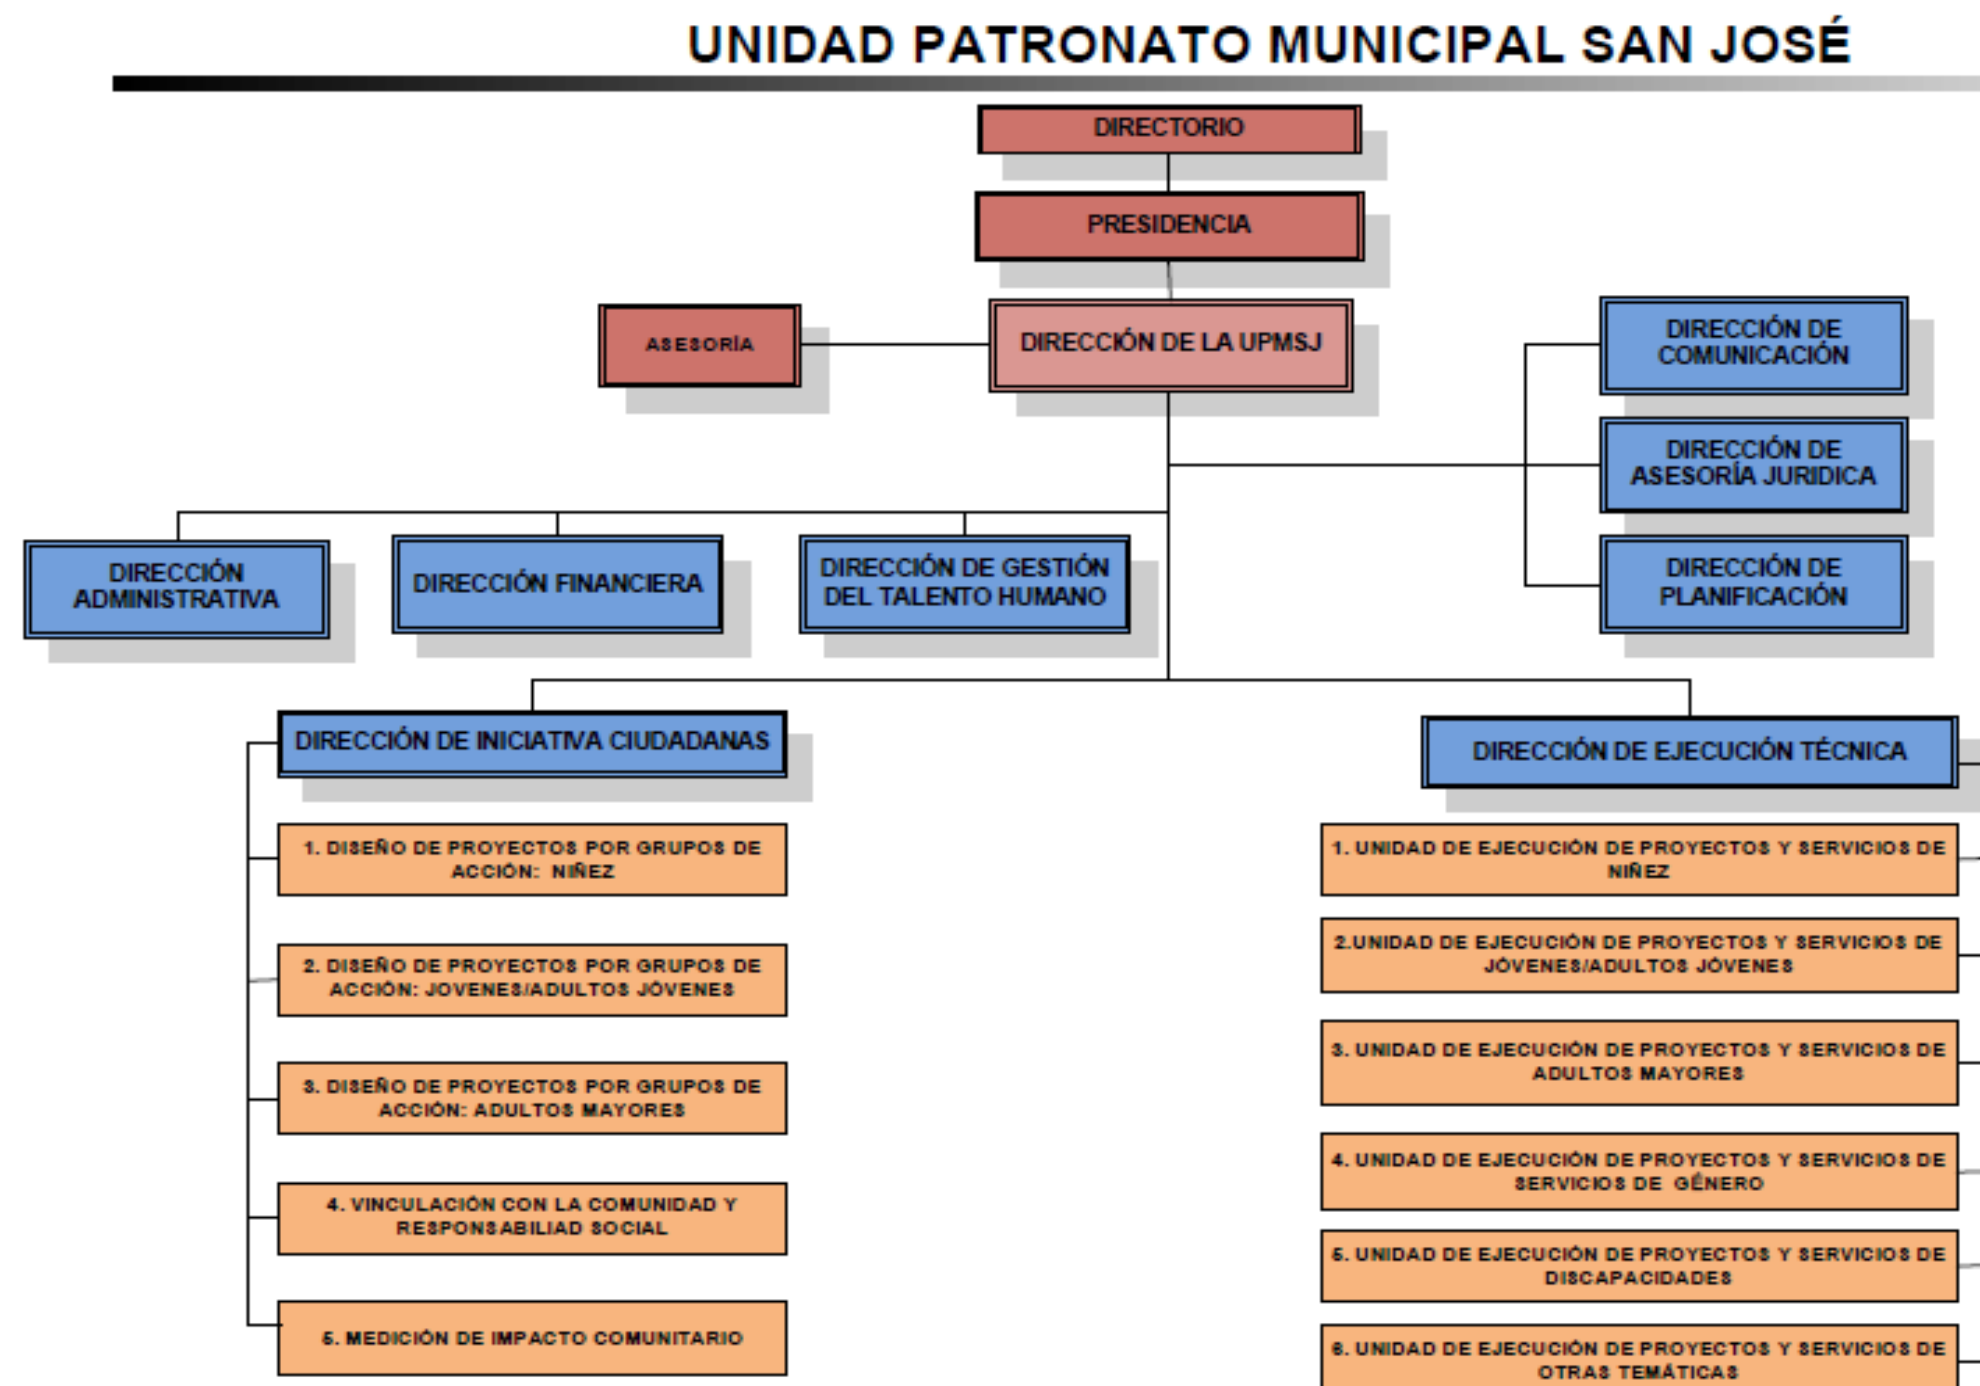 UNIDAD PATRONATO MUNICIPAL SAN JOSÉ
DIRECTORIO
PRESIDENCIA
ASESORÍA
DIRECCIÓN DE LA UPMSJ
DIRECCIÓN DE
COMUNICACIÓN
DIRECCIÓN DE
ASESORÍA JURIDICA
DIRECCIÓN DE
PLANIFICACIÓN
DIRECCIÓN
ADMINISTRATIVA
DIRECCIÓN FINANCIERA
DIRECCIÓN DE GESTIÓN
DEL TALENTO HUMANO
DIRECCIÓN DE INICIATIVA CIUDADANAS
1. DISEÑO DE PROYECTOS POR GRUPOS DE
ACCIÓN: NIÑEZ
2. DISEÑO DE PROYECTOS POR GRUPOS DE
ACCIÓN: JOVENES/ADULTOS JÓVENES
3. DISEÑO DE PROYECTOS POR GRUPOS DE
ACCIÓN: ADULTOS MAYORES
4. VINCULACIÓN CON LA COMUNIDAD Y
RESPONSABILIAD SOCIAL
5. MEDICIÓN DE IMPACTO COMUNITARIO
DIRECCIÓN DE EJECUCIÓN TÉCNICA
1. UNIDAD DE EJECUCIÓN DE PROYECTOS Y SERVICIOS DE
NIÑEZ
2.UNIDAD DE EJECUCIÓN DE PROYECTOS Y SERVICIOS DE
JÓVENES/ADULTOS JÓVENES
3. UNIDAD DE EJECUCIÓN DE PROYECTOS Y SERVICIOS DE
ADULTOS MAYORES
4. UNIDAD DE EJECUCIÓN DE PROYECTOS Y SERVICIOS DE
SERVICIOS DE GÉNERO
5. UNIDAD DE EJECUCIÓN DE PROYECTOS Y SERVICIOS DE
DISCAPACIDADES
6. UNIDAD DE EJECUCIÓN DE PROYECTOS Y SERVICIOS DE
OTRAS TEMÁTICAS